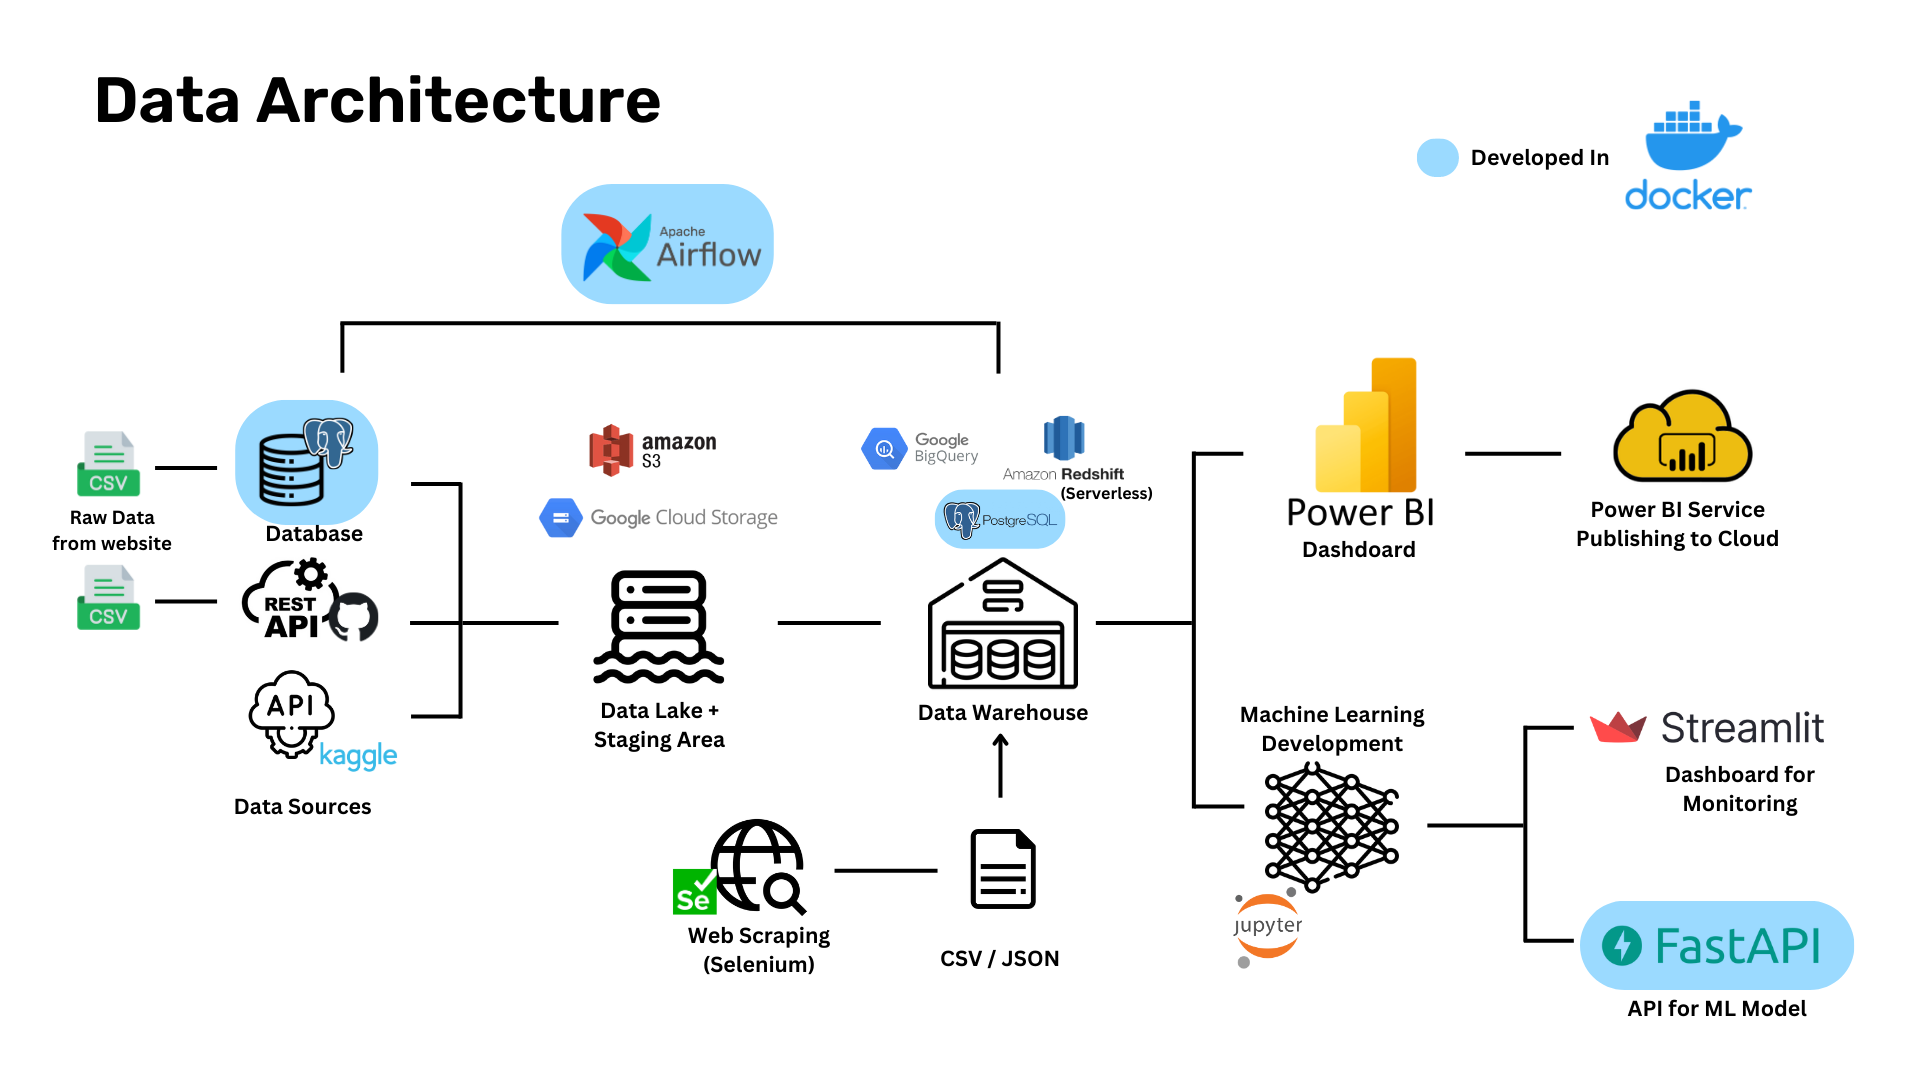 Data Architecture
Developed In
docker
Apache
Airflow
CSV
Raw Data
from website
CSV
Database
REST
API
API
kaggle
Data Sources
amazon
S3
Google Cloud Storage
Data Lake +
Staging Area
Google
BigQuery
Amazon Redshift
(Serverless)
PostgreSQL
Data Warehouse
Se
Web Scraping
(Selenium)
CSV / JSON
Power BI
Dashdoard
Power BI Service
Publishing to Cloud
Machine Learning
Development
jupyter
Streamlit
Dashboard for
Monitoring
FastAPI
API for ML Model